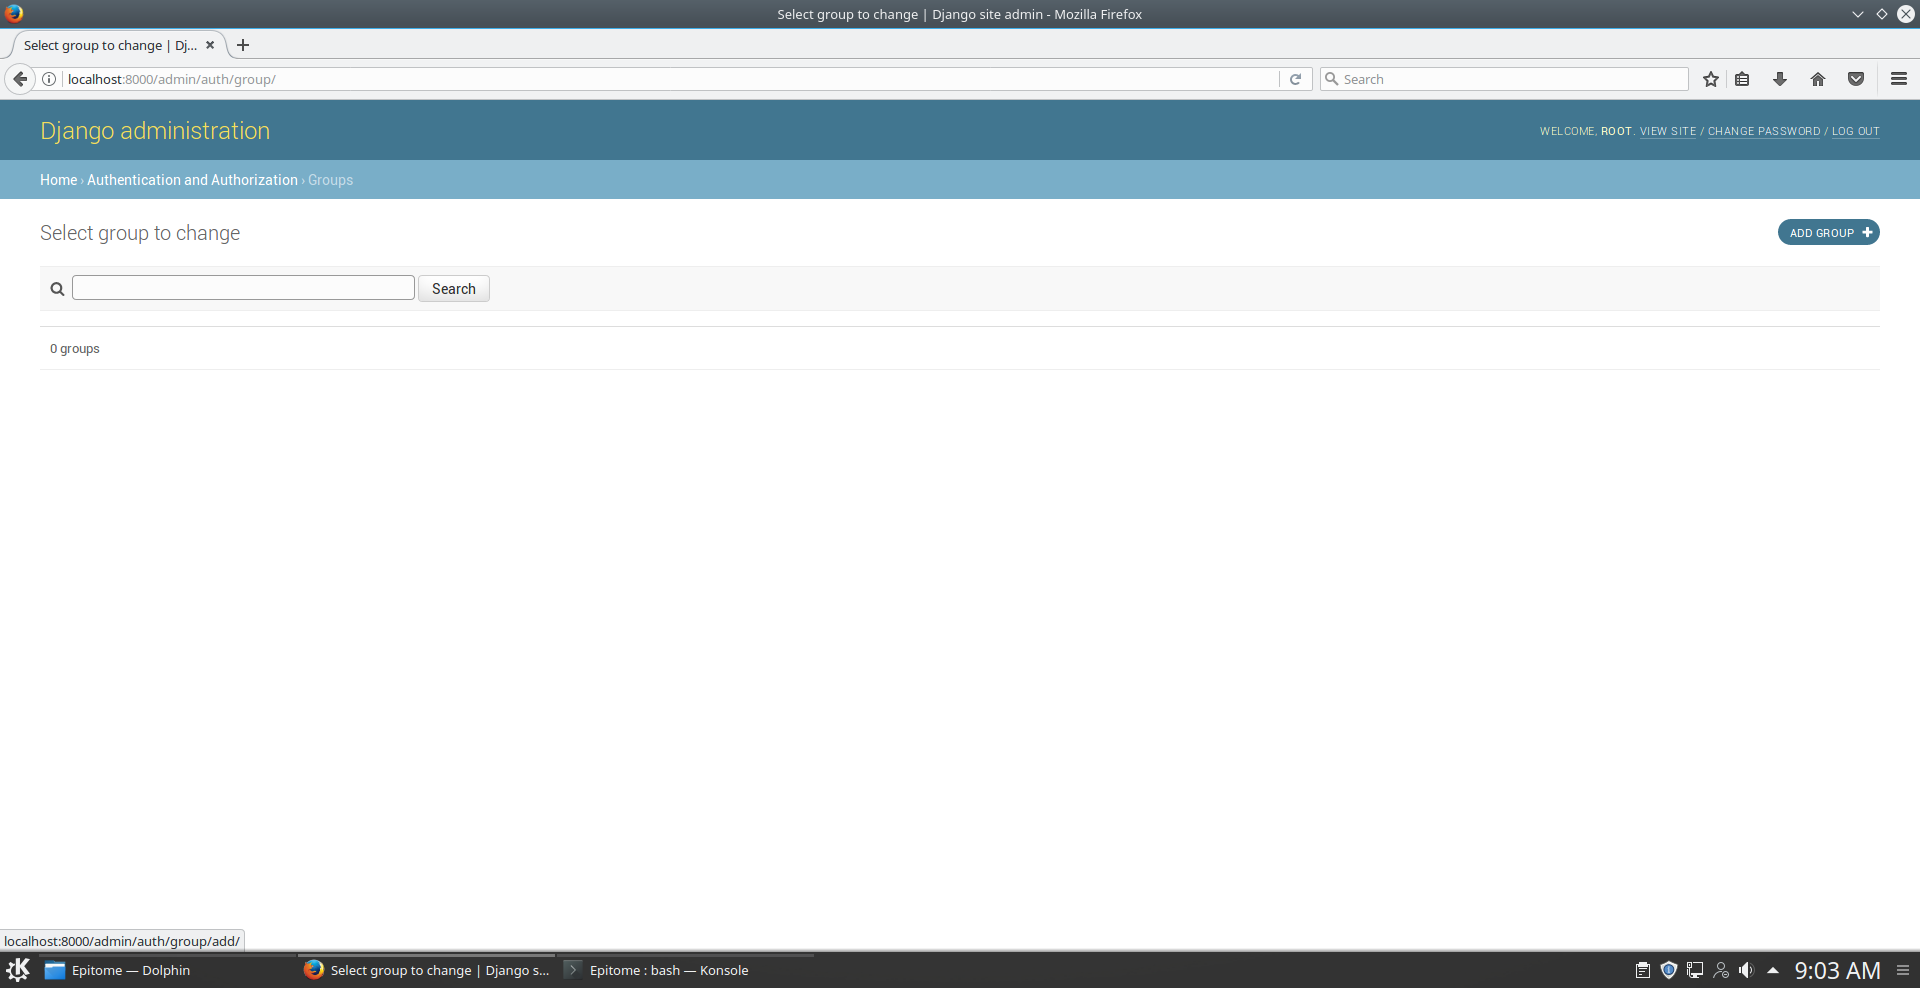 Select group to change | Django site admin - Mozilla Firefox
Select group to change | Dj...
localhost:8000/admin/auth/group/
Search
Django administration
WELCOME, ROOT. VIEW SITE / CHANGE PASSWORD / LOG OUT
Home › Authentication and Authorization › Groups
Select group to change
ADD GROUP
Search
0 groups
localhost:8000/admin/auth/group/add/
Epitome — Dolphin
Select group to change | Django s...
Epitome : bash — Konsole
9:03 AM